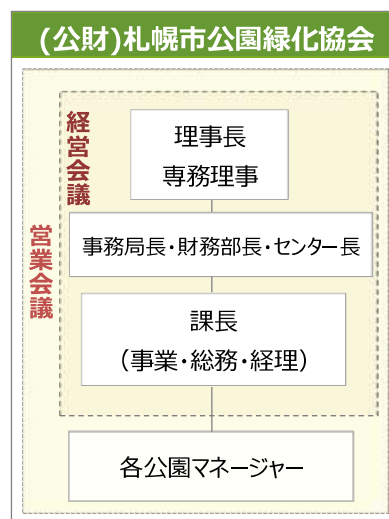 (公財)札幌市公園緑化協会
経営会議
理事長
専務理事
営業会議
事務局長・財務部長・センター長
課長
（事業・総務・経理）
各公園マネージャー